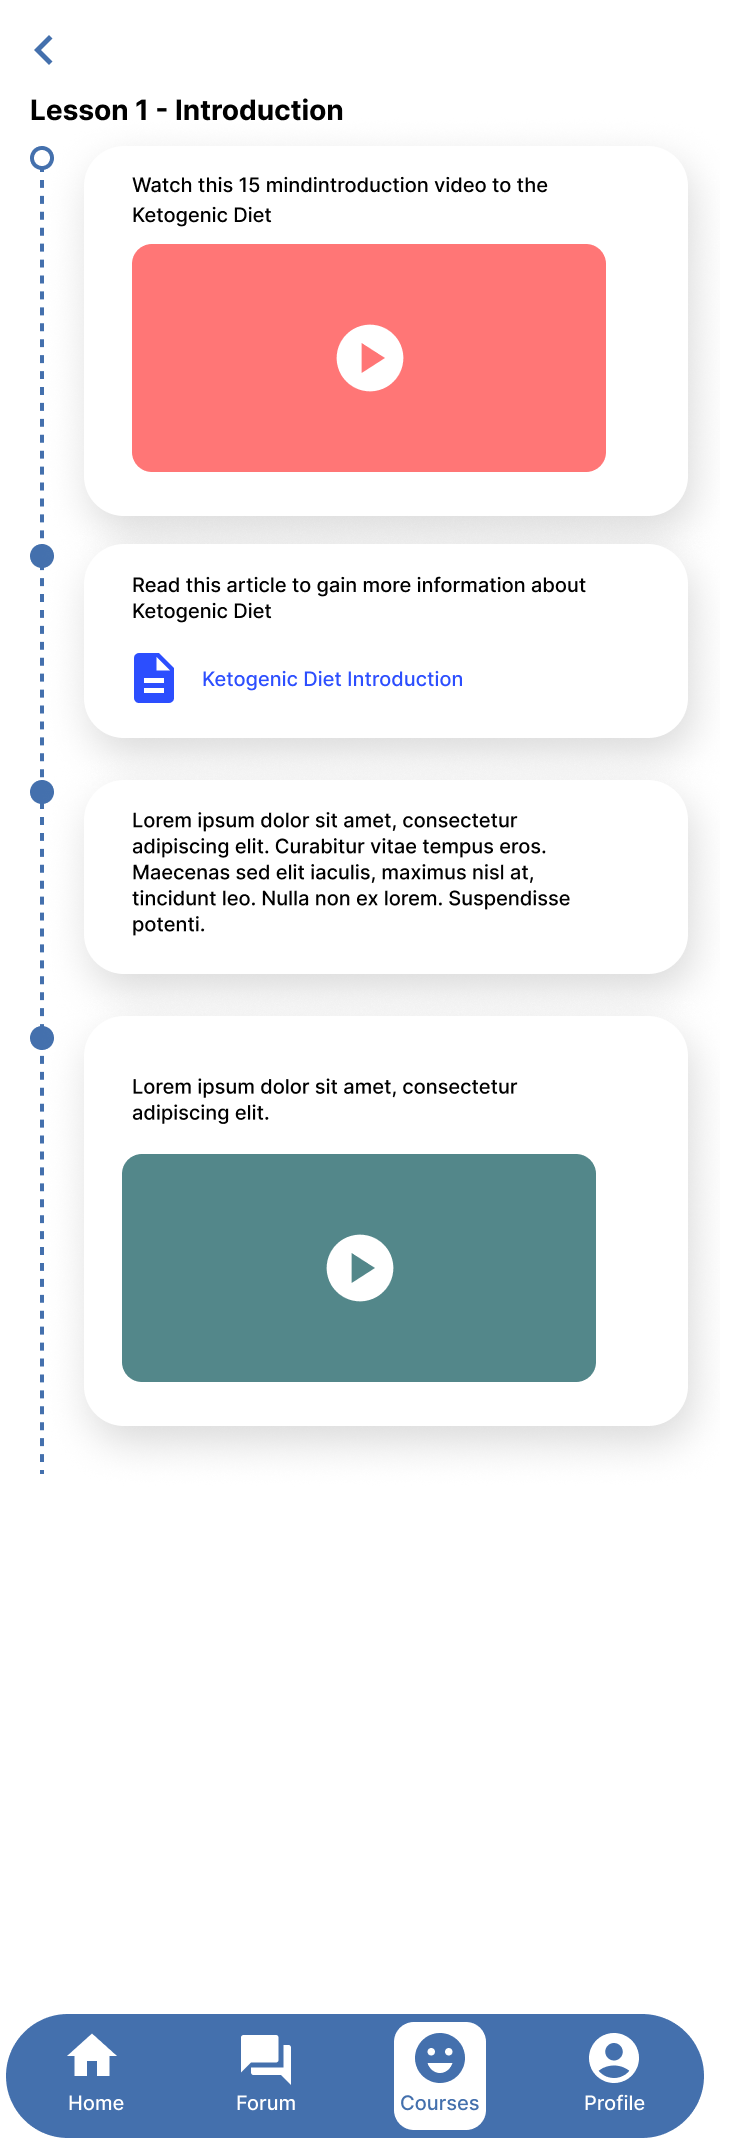 Lesson 1 - Introduction
Watch this 15 mindintroduction video to the
Ketogenic Diet
Read this article to gain more information about
Ketogenic Diet
Ketogenic Diet Introduction
Lorem ipsum dolor sit amet, consectetur
adipiscing elit. Curabitur vitae tempus eros.
Maecenas sed elit iaculis, maximus nisl at,
tincidunt leo. Nulla non ex lorem. Suspendisse
potenti.
Lorem ipsum dolor sit amet, consectetur
adipiscing elit.
Home
Forum
Courses
Profile